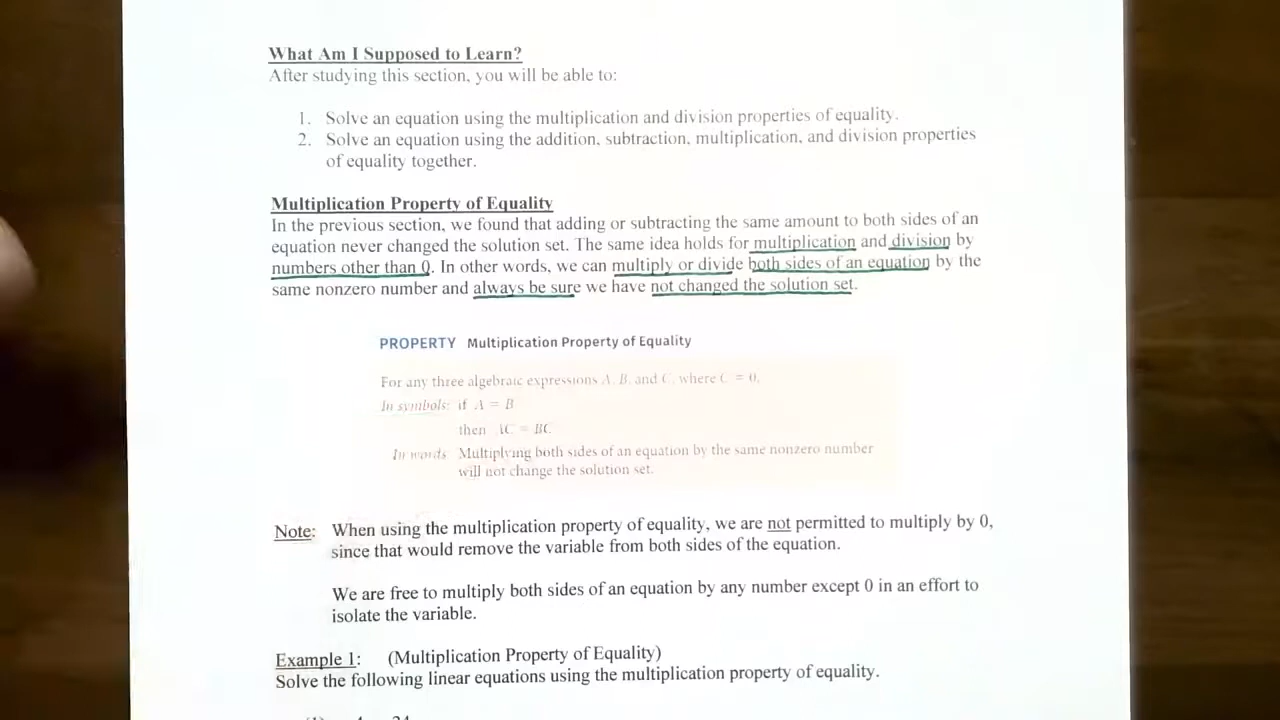 What Am I Supposed to Learn?
After studying this section, you will be able to:
1. Solve an equation using the multiplication and division properties of equality.
2. Solve an equation using the addition, subtraction, multiplication, and division properties
of equality together.
Multiplication Property of Equality
In the previous section, we found that adding or subtracting the same amount to both sides of an
equation never changed the solution set. The same idea holds for multiplication and division by
numbers other than 0. In other words, we can multiply or divide both sides of an equation by the
same nonzero number and always be sure we have not changed the solution set.
PROPERTY Multiplication Property of Equality
For any three algebraic expressions A, B, and C, where C
In symbols: if A = B
then AC = BC
In words: Multiplying both sides of an equation by the same nonzero number
will not change the solution set.
Note: When using the multiplication property of equality, we are not permitted to multiply by 0,
since that would remove the variable from both sides of the equation.
We are free to multiply both sides of an equation by any number except 0 in an effort to
isolate the variable.
Example 1: (Multiplication Property of Equality)
Solve the following linear equations using the multiplication property of equality.